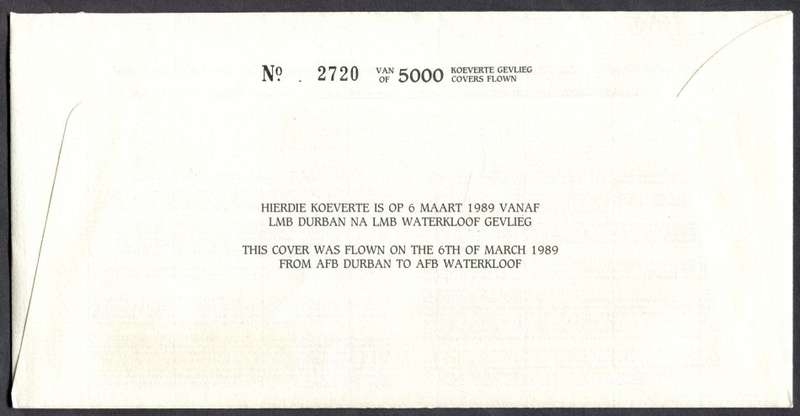 Nº 2720 VAN OF 5000 KOEVERTE GEVLIEG COVERS FLOWN
HIERDIE KOEVERTE IS OP 6 MAART 1989 VANAF
LMB DURBAN NA LMB WATERKLOOF GEVLIEG
THIS COVER WAS FLOWN ON THE 6TH OF MARCH 1989
FROM AFB DURBAN TO AFB WATERKLOOF